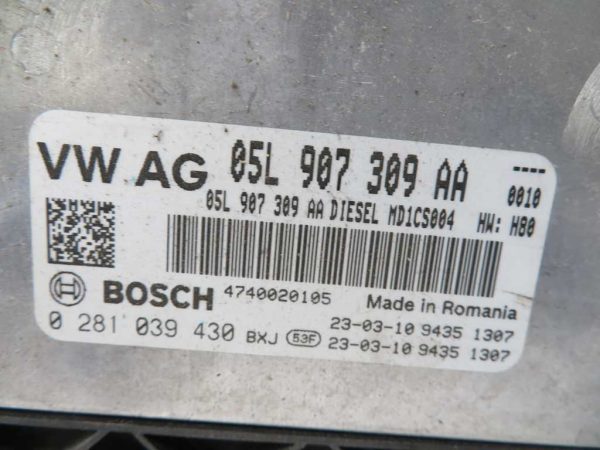 VW AG 05L 907 309 AA ----
0010
05L 907 309 AA DIESEL MD1CS004 HW: H80
BOSCH 4740020105 Made in Romania
0 281 039 430 BXJ 53F 23-03-10 9435 1307
23-03-10 9435 1307